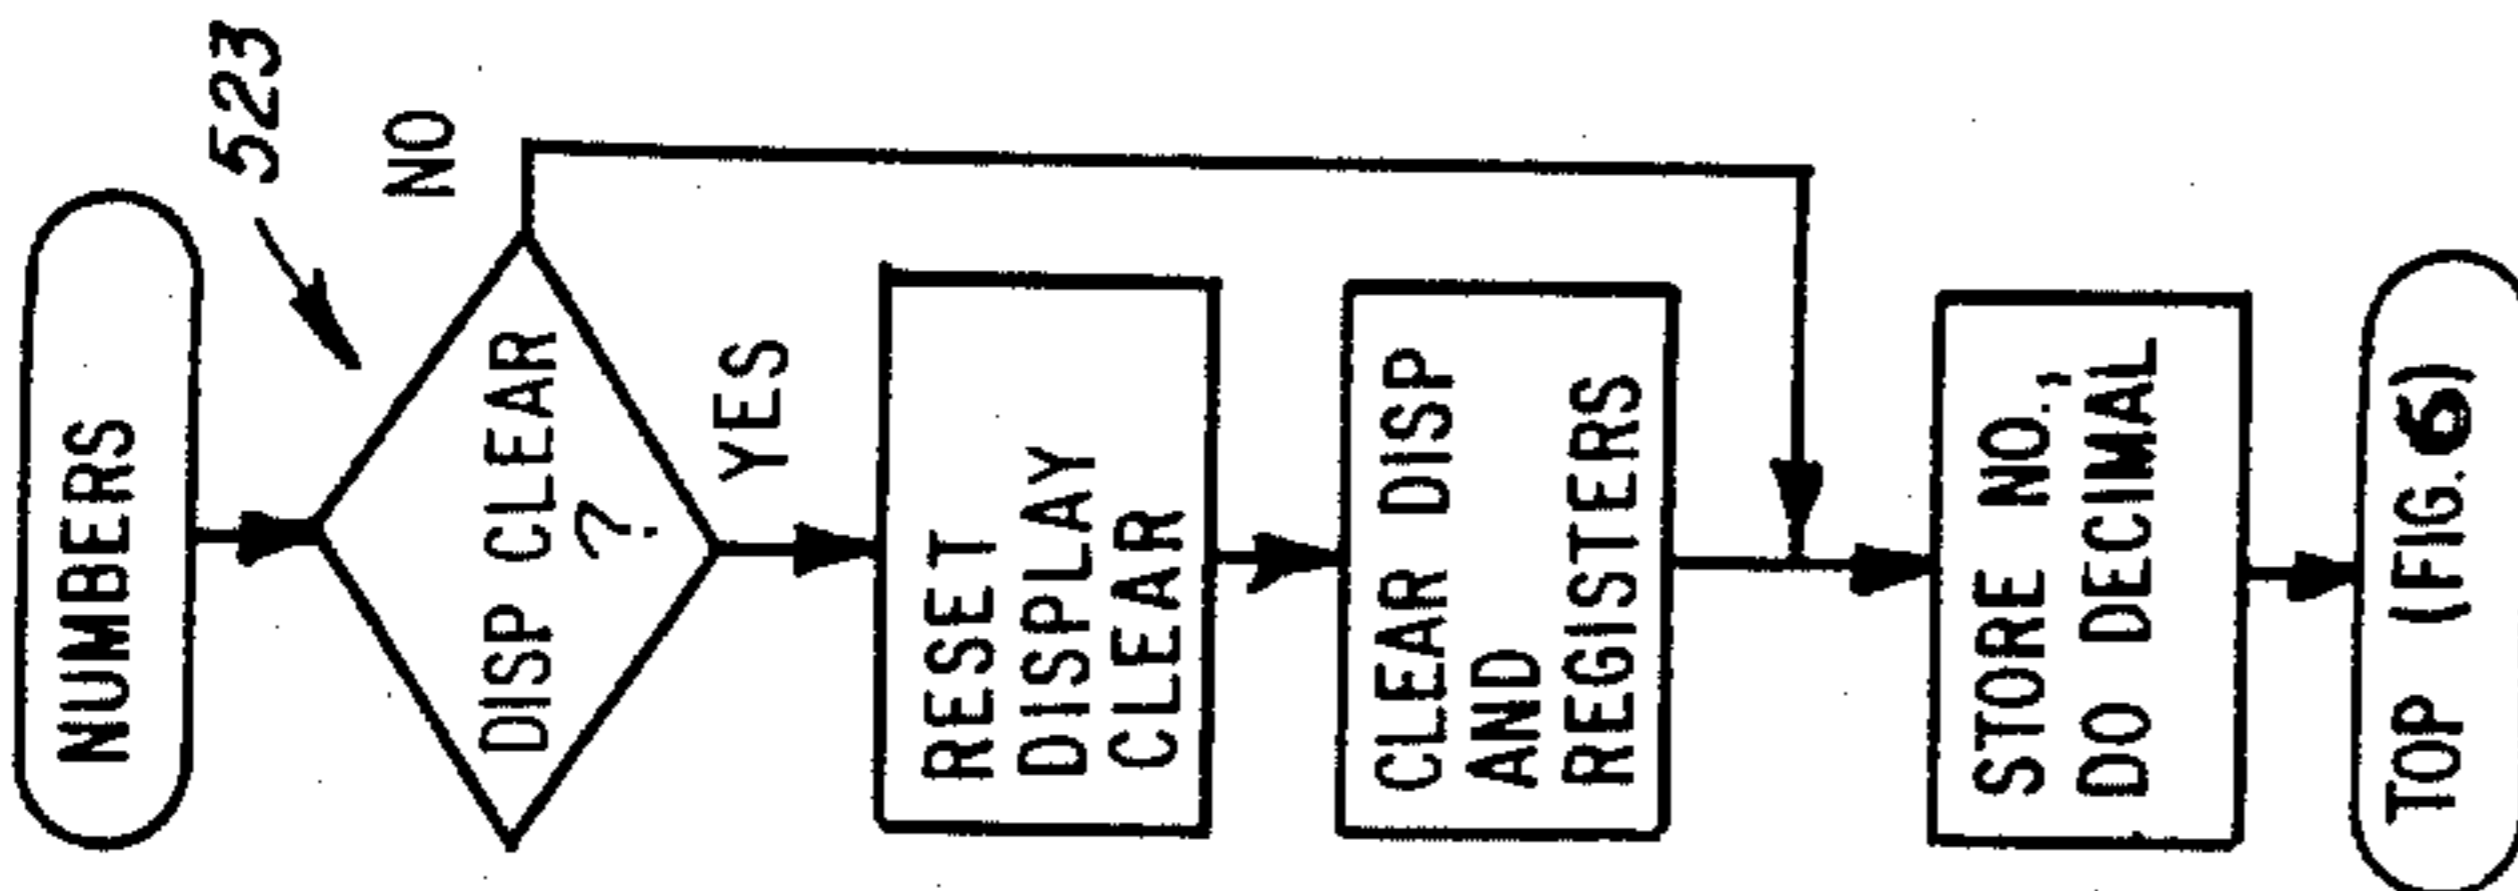 NUMBERS
523
DISP CLEAR
?
NO
YES
RESET
DISPLAY
CLEAR
CLEAR DISP
AND
REGISTERS
STORE NO.,
DO DECIMAL
TOP (FIG. 6)